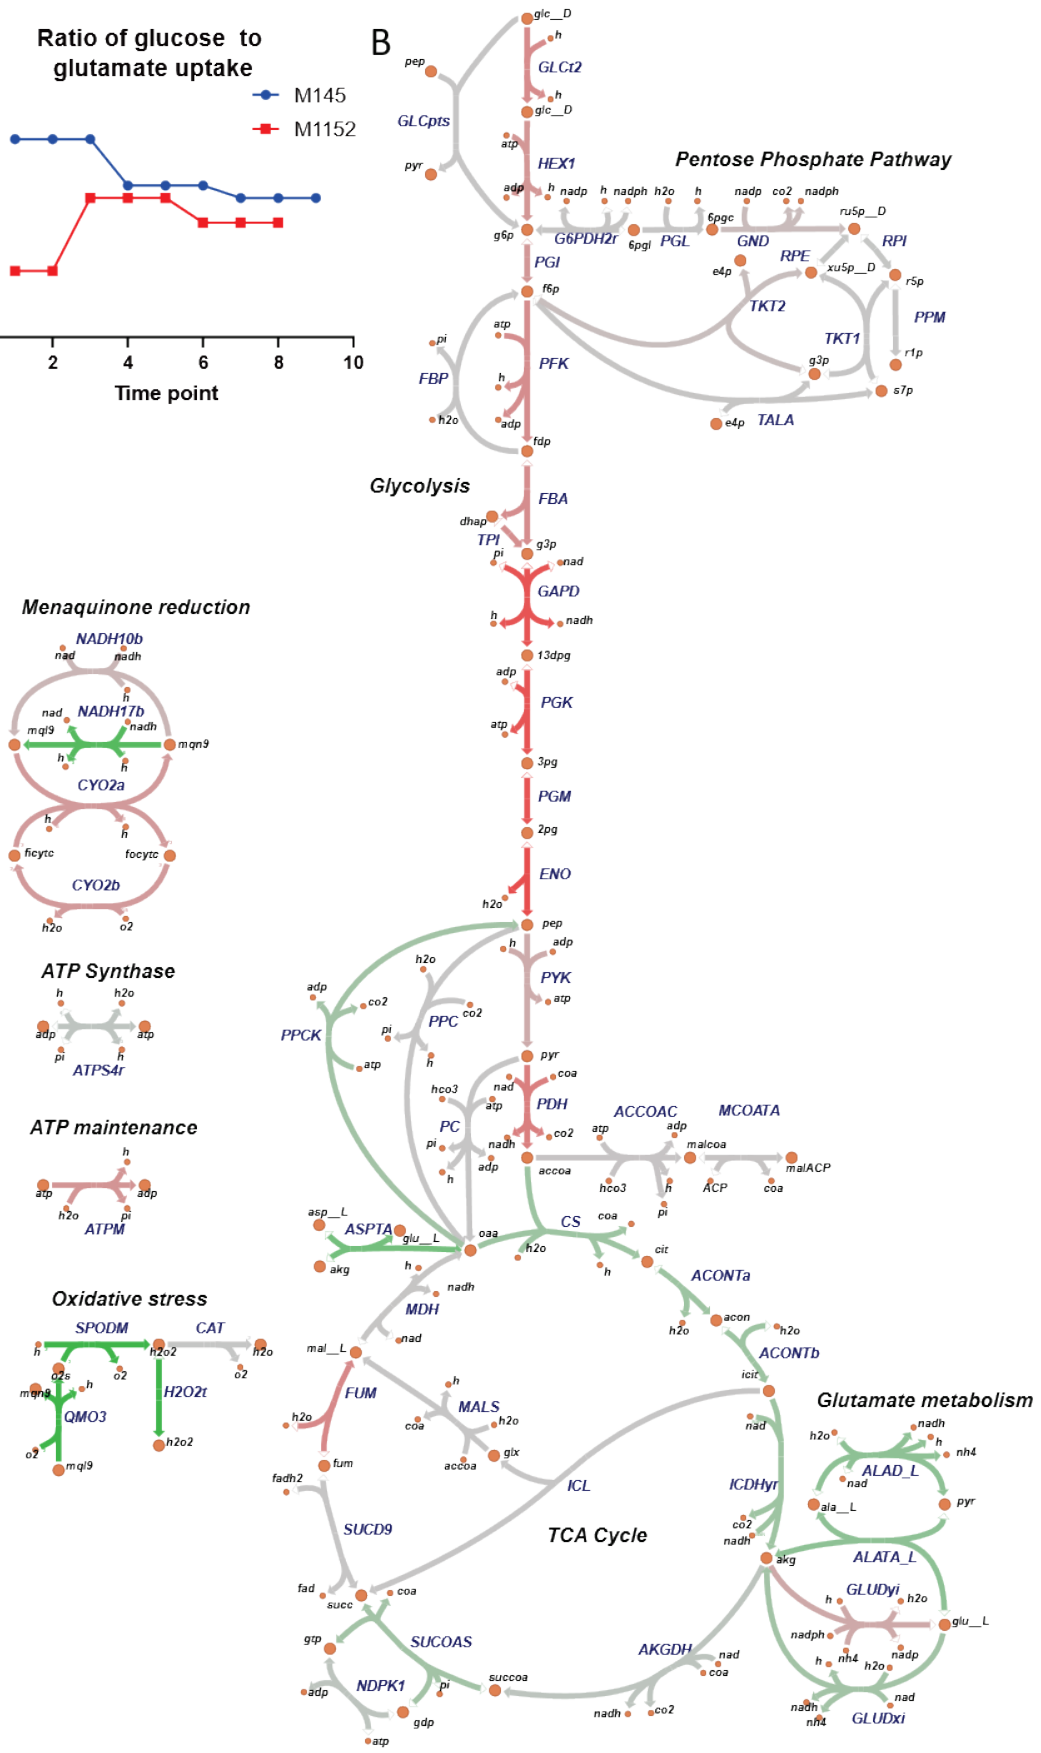 Ratio of glucose to
glutamate uptake
M145
M1152
2
4
6
8
10
Time point
B
glc__D
h
pep
GLCt2
GLCpts
h
glc__D
atp
pyr
HEX1
Pentose Phosphate Pathway
adp
h
nadp
h
nadph
h2o
h
nadp
co2
nadph
g6p
G6PDH2r
6pgl
PGL
6pgc
GND
ru5p__D
RPI
PGI
e4p
RPE
xu5p__D
r5p
f6p
TKT2
PPM
atp
pi
TKT1
FBP
PFK
g3p
r1p
h
s7p
h2o
adp
e4p
TALA
fdp
Glycolysis
FBA
dhap
TPI
g3p
pi
nad
GAPD
h
nadh
13dpg
adp
PGK
atp
3pg
PGM
2pg
ENO
h2o
pep
Menaquinone reduction
NADH10b
nad
nadh
h
nad
NADH17b
nadh
mql9
mqn9
h
h
CYO2a
h
h
ficytc
focytc
CYO2b
h2o
o2
ATP Synthase
h
h2o
adp
atp
pi
h
ATPS4r
ATP maintenance
h
atp
adp
h2o
pi
ATPM
Oxidative stress
SPODM
CAT
h
h2o2
h2o
o2s
o2
o2
mqn9
h
H2O2t
QMO3
o2
h2o2
mql9
h
adp
h2o
PYK
adp
co2
co2
atp
PPCK
pi
PPC
h
atp
pyr
hco3
nad
coa
atp
PDH
PC
pi
nadh
co2
h
adp
accoa
ACCOAC
MCOATA
atp
adp
malcoa
malACP
hco3
h
ACP
coa
pi
asp__L
ASPTA
glu__L
oaa
CS
coa
akg
h
h2o
h
cit
nadh
ACONTa
MDH
nad
h2o
acon
h2o
mal__L
ACONTb
icit
FUM
h
MALS
coa
h2o
h2o
glx
accoa
fum
fadh2
ICL
SUCD9
TCA Cycle
fad
succ
coa
gtp
SUCOAS
AKGDH
nad
coa
succoa
adp
NDPK1
pi
nadh
co2
gdp
atp
Glutamate metabolism
nad
h2o
nadh
h
nh4
ICDHyr
nad
ALAD_L
ala__L
pyr
co2
nadh
akg
ALATA_L
GLUDyi
h
h2o
glu__L
nadph
nh4
nadp
h
h2o
nadh
nad
nh4
GLUDxi